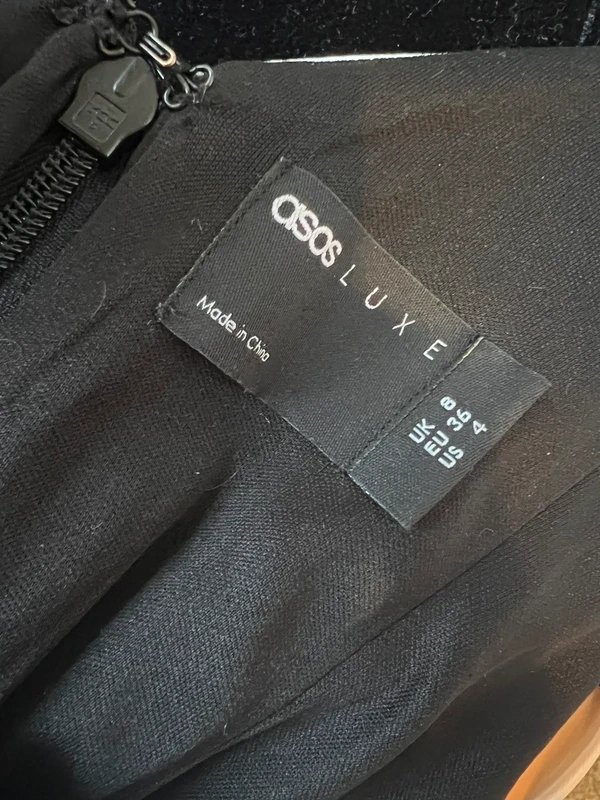 asos LUXE
Made in China
UK 8
EU 36
US 4